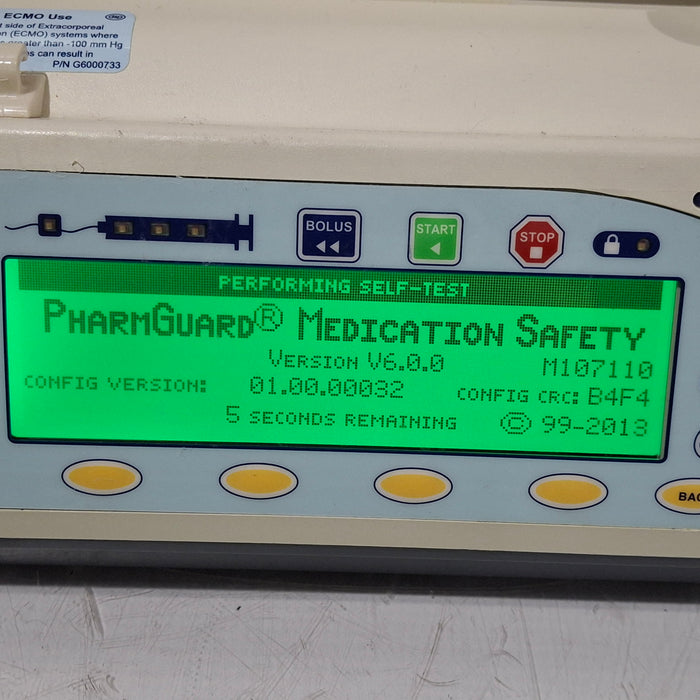 ECMO Use
side of Extracorporeal
(ECMO) systems where
greater than -100 mm Hg
can result in
P/N G6000733
BOLUS
START
STOP
PERFORMING SELF-TEST
PHARMGUARD® MEDICATION SAFETY
VERSION V6.0.0 M107110
CONFIG VERSION: 01.00.00032 CONFIG CRC: B4F4
5 SECONDS REMAINING © 99-2013